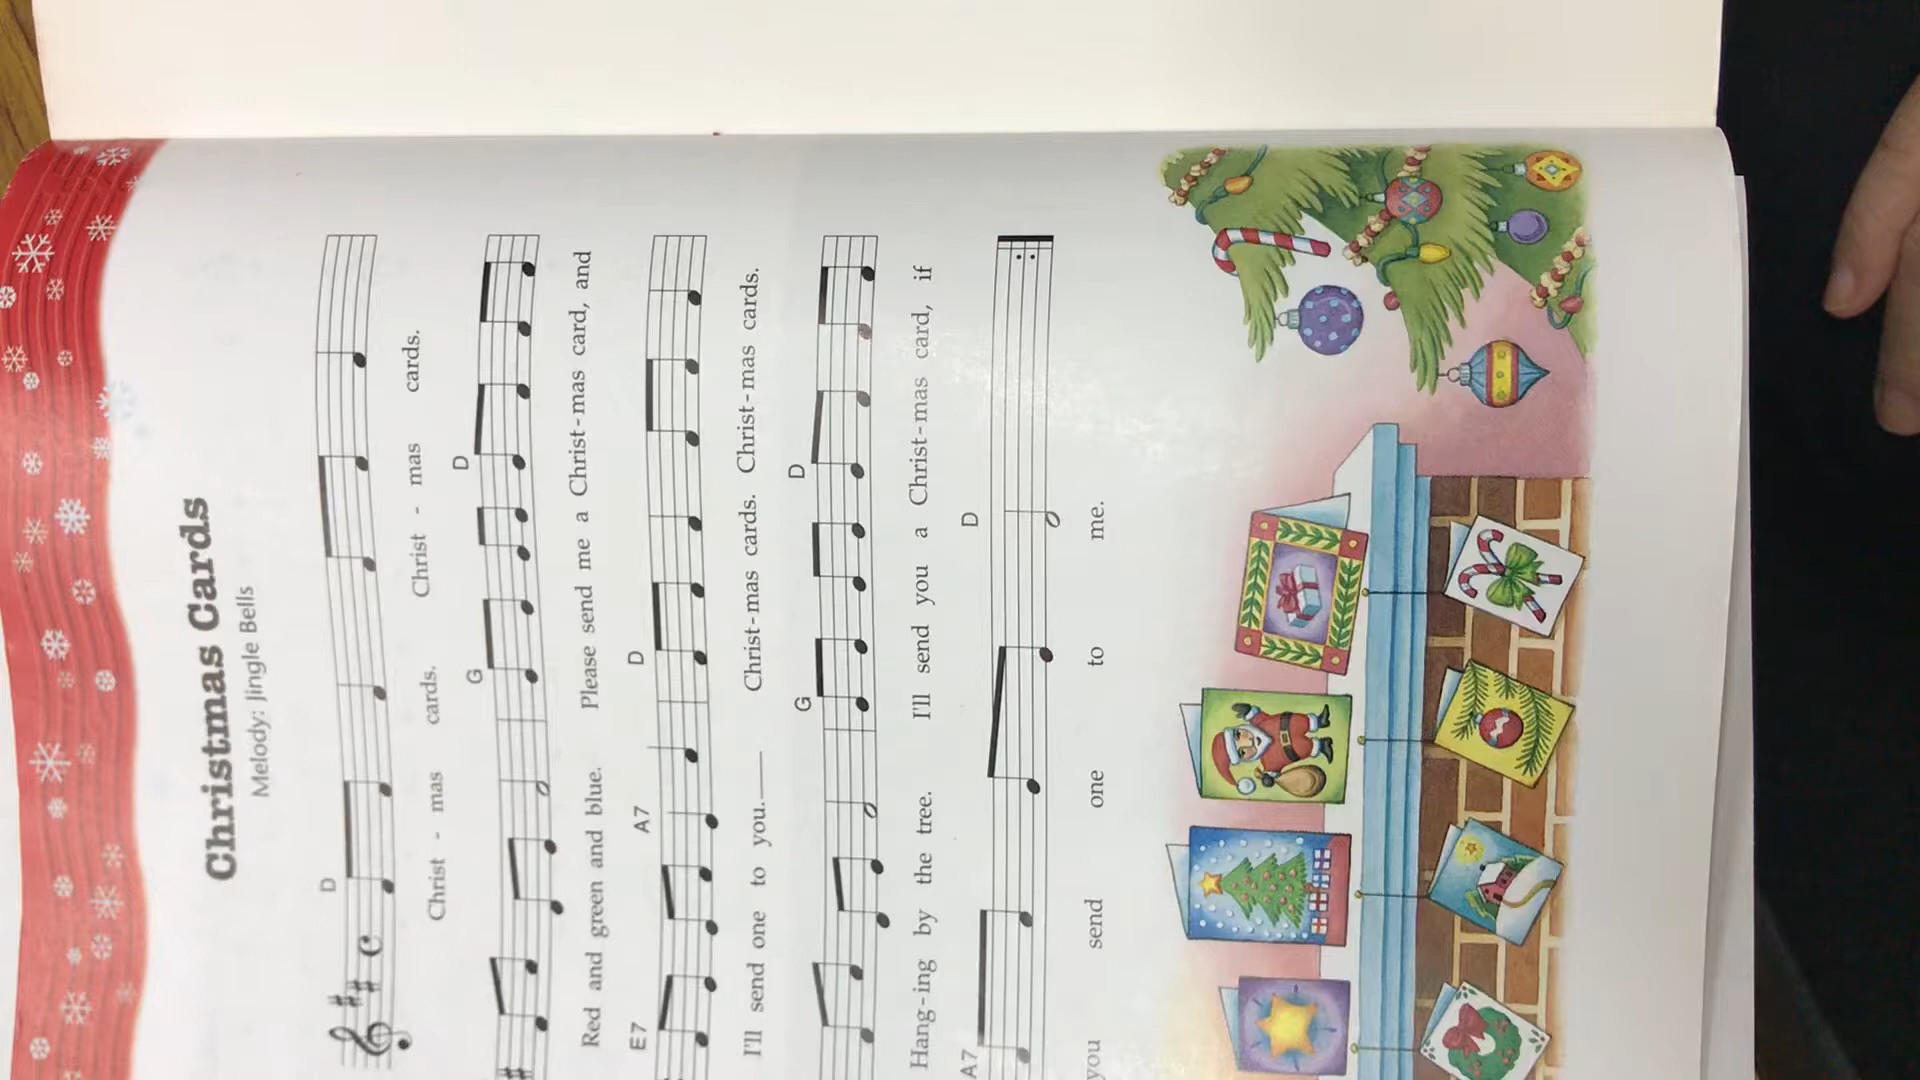 Christmas Cards
Melody: Jingle Bells
D
Christ - mas cards. Christ - mas cards.
G D
Red and green and blue. Please send me a Christ-mas card, and
E7 A7 D
I'll send one to you. Christ-mas cards. Christ-mas cards.
G D
Hang-ing by the tree. I'll send you a Christ-mas card, if
A7 D
you send one to me.